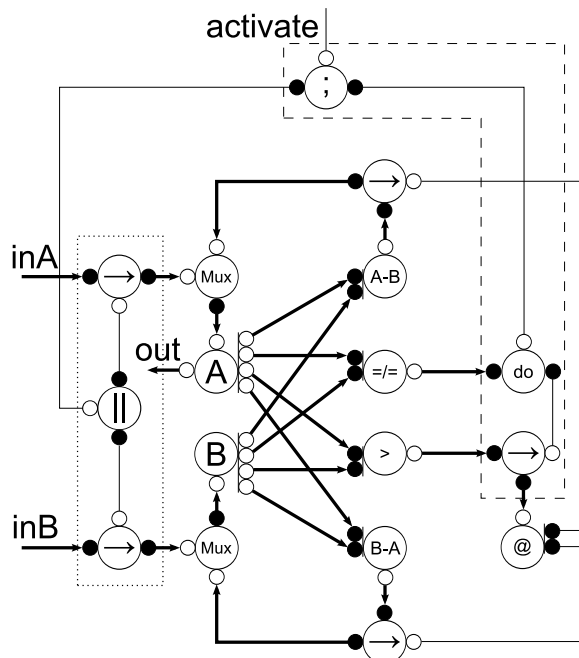 activate
;
→
inA
→
Mux
A-B
out
A
=/=
do
||
B
>
→
inB
→
Mux
B-A
@
→